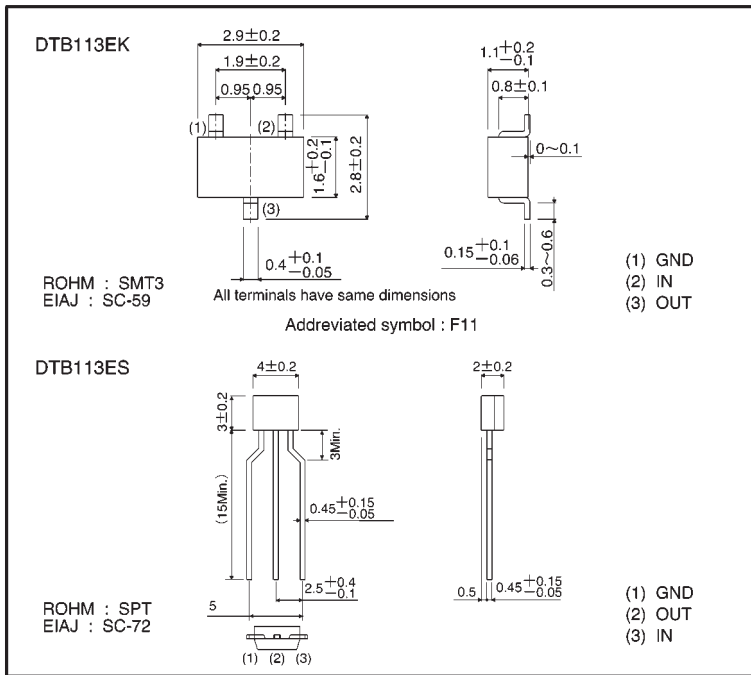 DTB113EK
2.9±0.2
1.9±0.2
0.95 0.95
(1)
(2)
(3)
1.6+0.2−0.1
2.8±0.2
0.4+0.1−0.05
1.1+0.2−0.1
0.8±0.1
0～0.1
0.15+0.1−0.06
0.3～0.6
All terminals have same dimensions
ROHM : SMT3
EIAJ : SC-59
Addreviated symbol : F11
(1) GND
(2) IN
(3) OUT
DTB113ES
4±0.2
3±0.2
(15Min.)
3Min.
0.45+0.15−0.05
2.5+0.4−0.1
5
(1) (2) (3)
2±0.2
0.5
0.45+0.15−0.05
ROHM : SPT
EIAJ : SC-72
(1) GND
(2) OUT
(3) IN